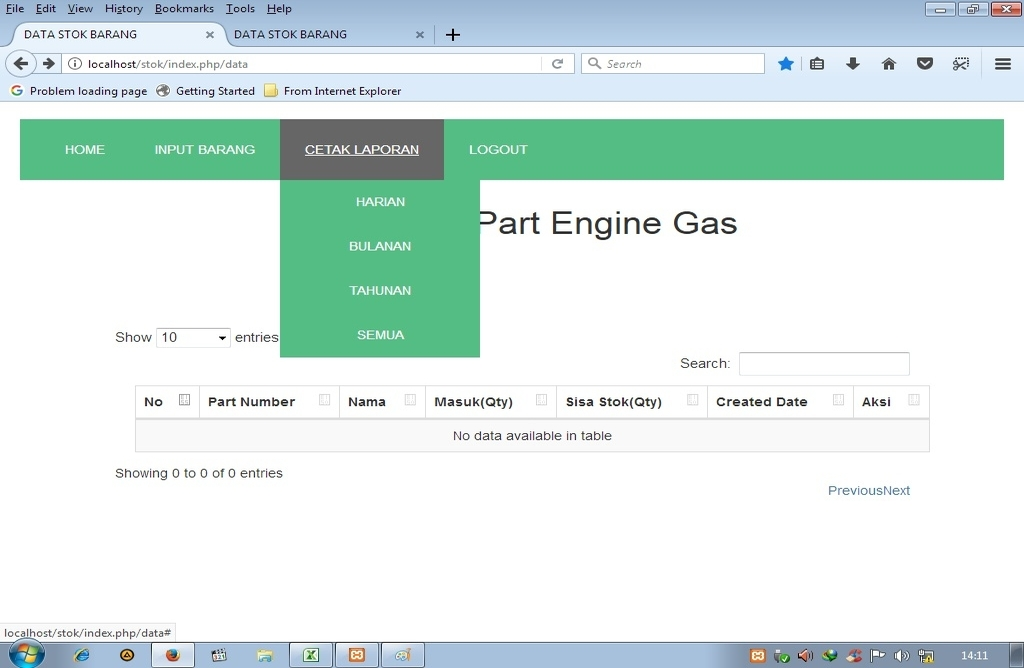 File Edit View History Bookmarks Tools Help
DATA STOK BARANG
DATA STOK BARANG
localhost/stok/index.php/data
Search
Problem loading page
Getting Started
From Internet Explorer
HOME
INPUT BARANG
CETAK LAPORAN
LOGOUT
HARIAN
BULANAN
TAHUNAN
SEMUA
Part Engine Gas
Show 10 entries
Search:
No
Part Number
Nama
Masuk(Qty)
Sisa Stok(Qty)
Created Date
Aksi
No data available in table
Showing 0 to 0 of 0 entries
PreviousNext
localhost/stok/index.php/data#
14:11